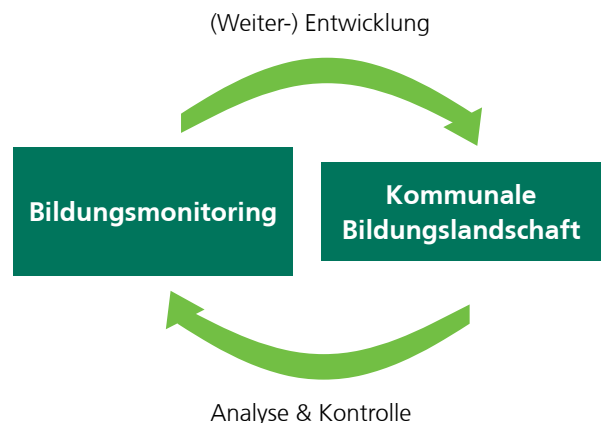 (Weiter-) Entwicklung
Bildungsmonitoring
Kommunale
Bildungslandschaft
Analyse & Kontrolle